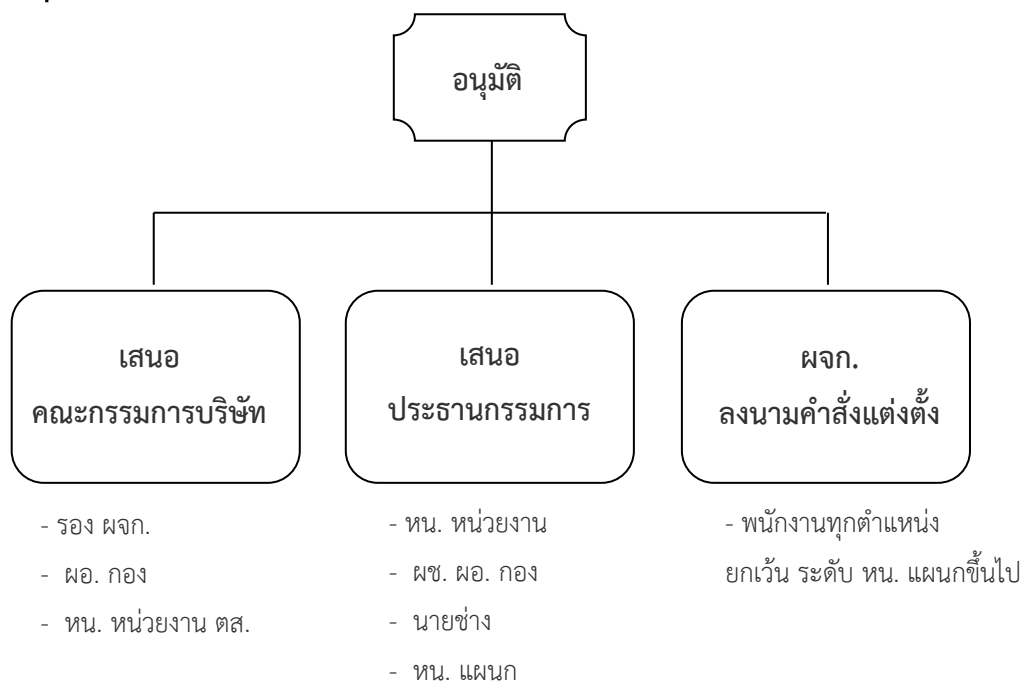 อนุมัติ
เสนอ
คณะกรรมการบริษัท
- รอง ผจก.
- ผอ. กอง
- หน. หน่วยงาน ตส.
เสนอ
ประธานกรรมการ
- หน. หน่วยงาน
- ผช. ผอ. กอง
- นายช่าง
- หน. แผนก
ผจก.
ลงนามคำสั่งแต่งตั้ง
- พนักงานทุกตำแหน่ง
ยกเว้น ระดับ หน. แผนกขึ้นไป